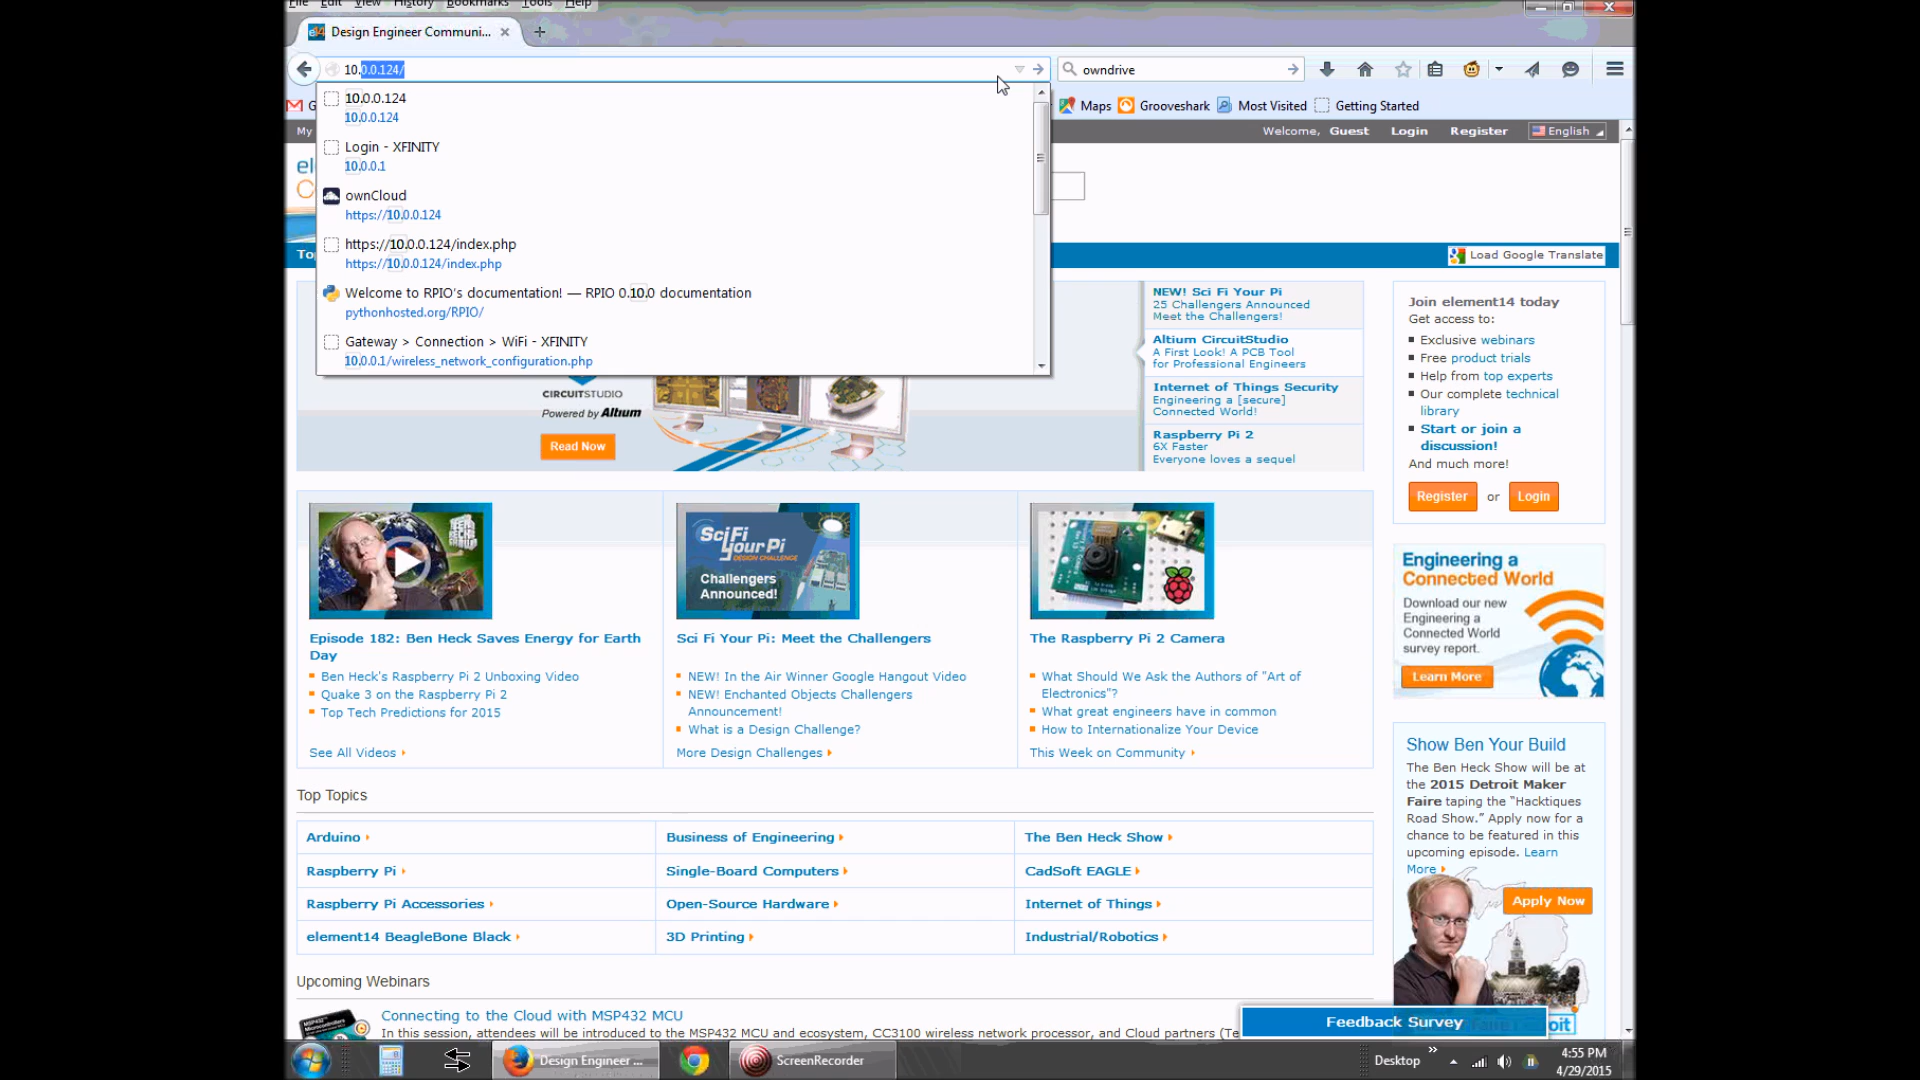 File Edit View History Bookmarks Tools Help
Design Engineer Communi...
10.0.0.124/
owndrive
Maps Grooveshark Most Visited Getting Started
My
Welcome, Guest Login Register English
10.0.0.124
10.0.0.124
Login - XFINITY
10.0.0.1
ownCloud
https://10.0.0.124
https://10.0.0.124/index.php
https://10.0.0.124/index.php
Welcome to RPIO's documentation! — RPIO 0.10.0 documentation
pythonhosted.org/RPIO/
Gateway > Connection > WiFi - XFINITY
10.0.0.1/wireless_network_configuration.php
Load Google Translate
CIRCUITSTUDIO
Powered by Altium
Read Now
NEW! Sci Fi Your Pi
25 Challengers Announced
Meet the Challengers!
Altium CircuitStudio
A First Look! A PCB Tool
for Professional Engineers
Internet of Things Security
Engineering a [secure]
Connected World!
Raspberry Pi 2
6X Faster
Everyone loves a sequel
Join element14 today
Get access to:
Exclusive webinars
Free product trials
Help from top experts
Our complete technical
library
Start or join a
discussion!
And much more!
Register or Login
THE BEN HECK SHOW
Sci Fi
Your Pi
DESIGN CHALLENGE
Challengers
Announced!
Episode 182: Ben Heck Saves Energy for Earth
Day
Ben Heck's Raspberry Pi 2 Unboxing Video
Quake 3 on the Raspberry Pi 2
Top Tech Predictions for 2015
See All Videos
Sci Fi Your Pi: Meet the Challengers
NEW! In the Air Winner Google Hangout Video
NEW! Enchanted Objects Challengers
Announcement!
What is a Design Challenge?
More Design Challenges
The Raspberry Pi 2 Camera
What Should We Ask the Authors of "Art of
Electronics"?
What great engineers have in common
How to Internationalize Your Device
This Week on Community
Engineering a
Connected World
Download our new
Engineering a
Connected World
survey report.
Learn More
Show Ben Your Build
The Ben Heck Show will be at
the 2015 Detroit Maker
Faire taping the "Hacktiques
Road Show." Apply now for a
chance to be featured in this
upcoming episode. Learn
More
Apply Now
Top Topics
Arduino
Business of Engineering
The Ben Heck Show
Raspberry Pi
Single-Board Computers
CadSoft EAGLE
Raspberry Pi Accessories
Open-Source Hardware
Internet of Things
element14 BeagleBone Black
3D Printing
Industrial/Robotics
Upcoming Webinars
Connecting to the Cloud with MSP432 MCU
In this session, attendees will be introduced to the MSP432 MCU and ecosystem, CC3100 wireless network processor, and Cloud partners (Te
Feedback Survey
Design Engineer ...
ScreenRecorder
Desktop
4:55 PM
4/29/2015